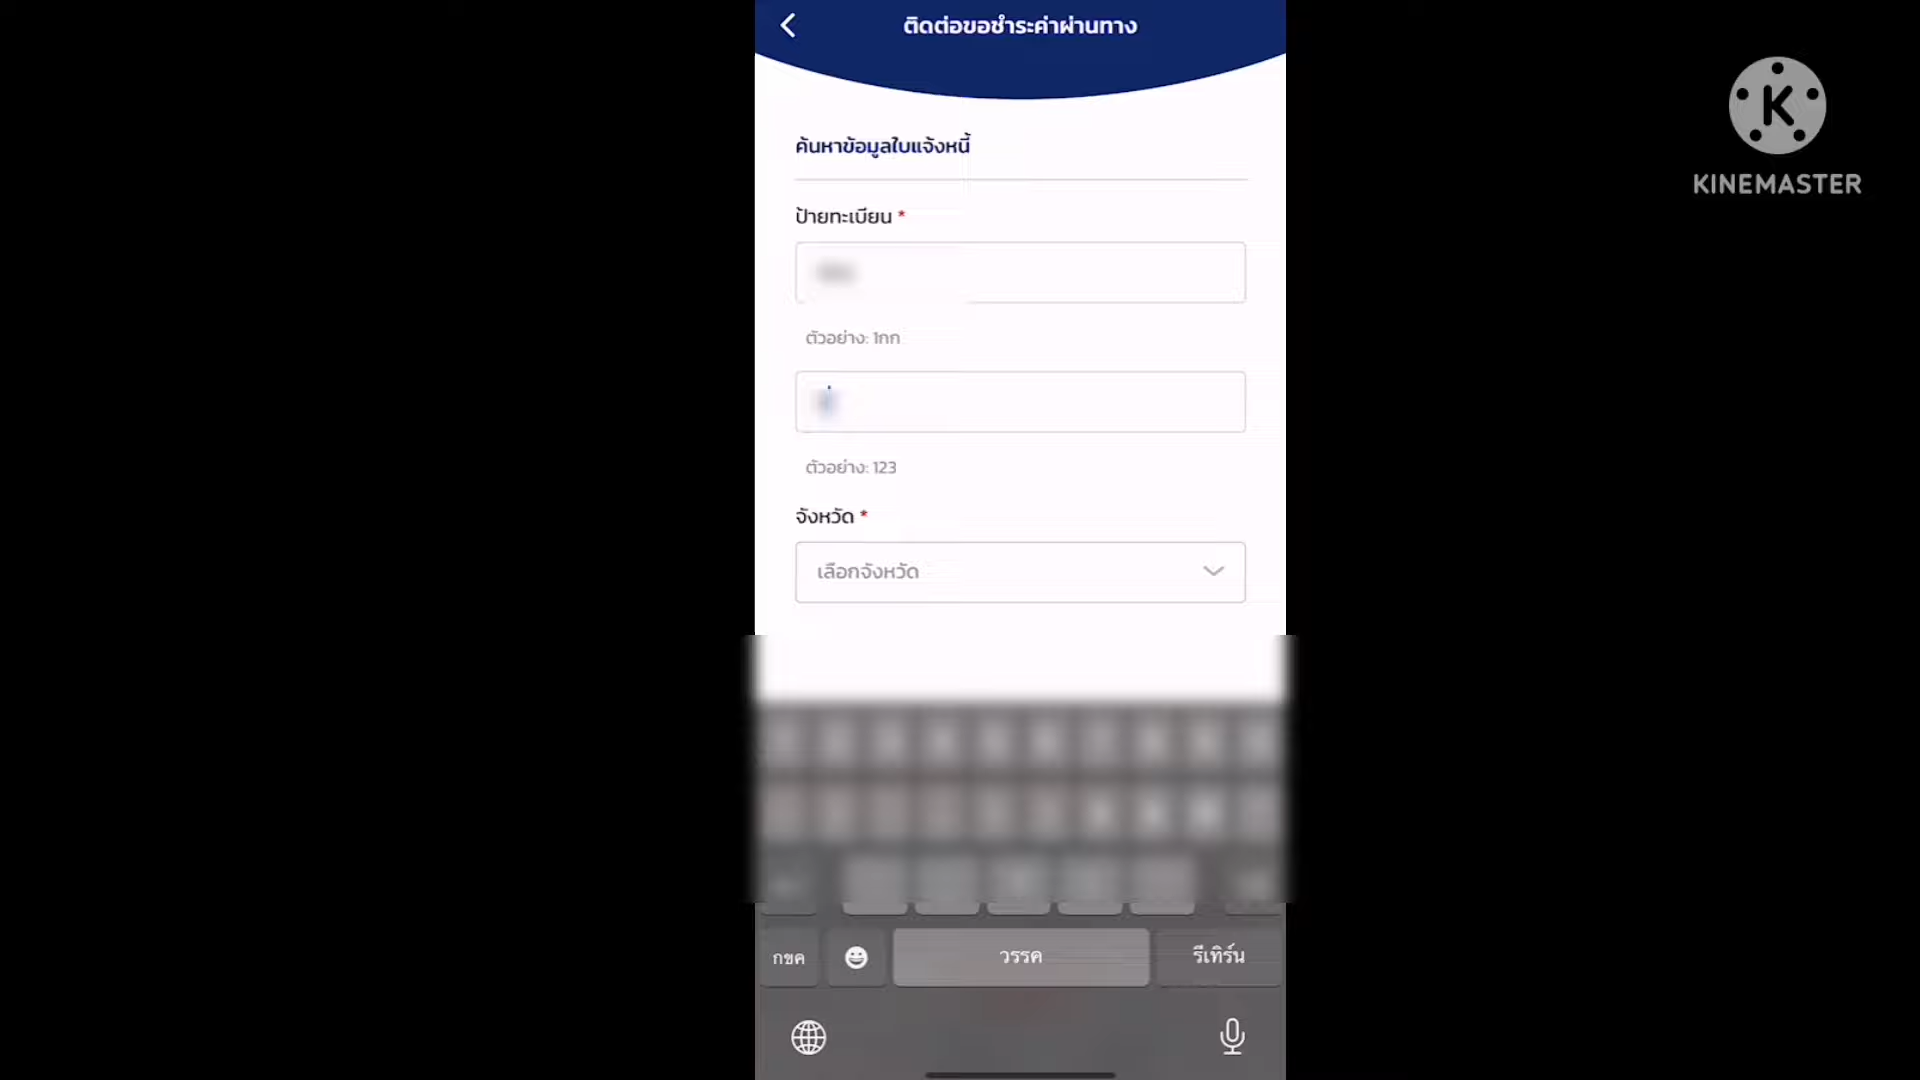 ติดต่อขอชำระค่าผ่านทาง
KINEMASTER
ค้นหาข้อมูลใบแจ้งหนี้
ป้ายทะเบียน *
ตัวอย่าง: 1กก
ตัวอย่าง: 123
จังหวัด *
เลือกจังหวัด
กขค
วรรค
รีเทิร์น